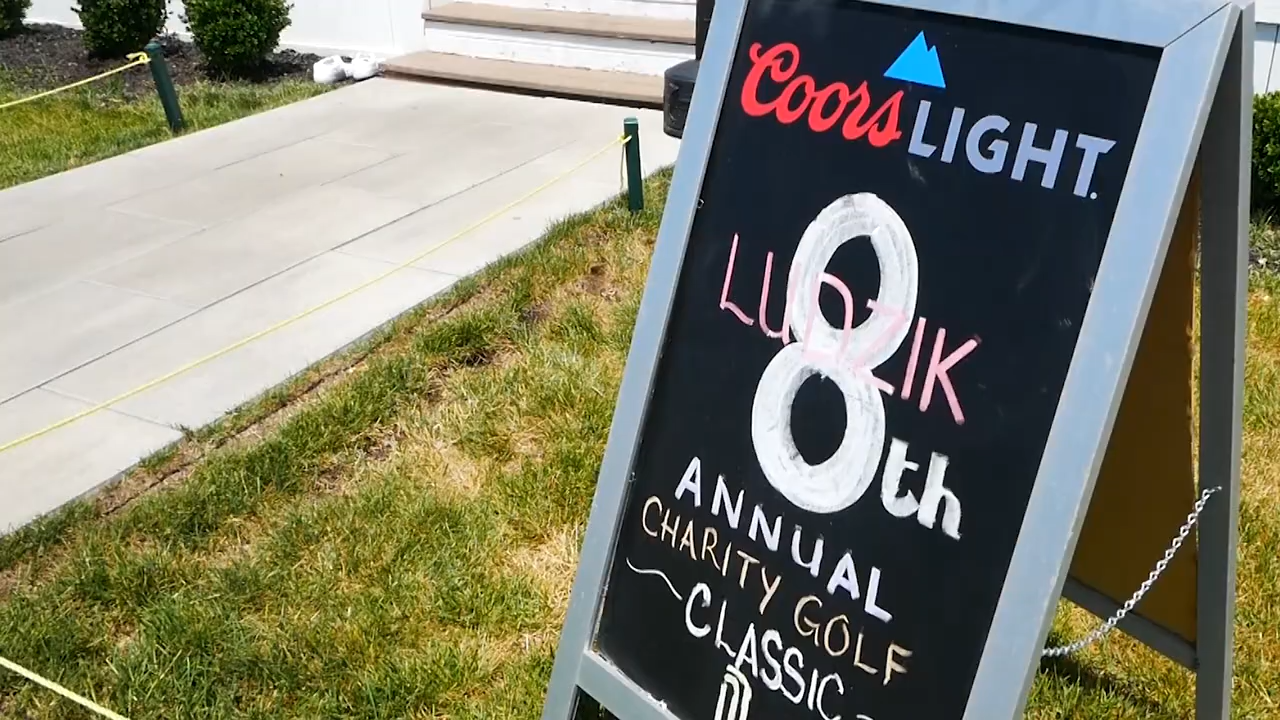 Coors LIGHT
LUDZIK
8th
ANNUAL
CHARITY GOLF
CLASSIC